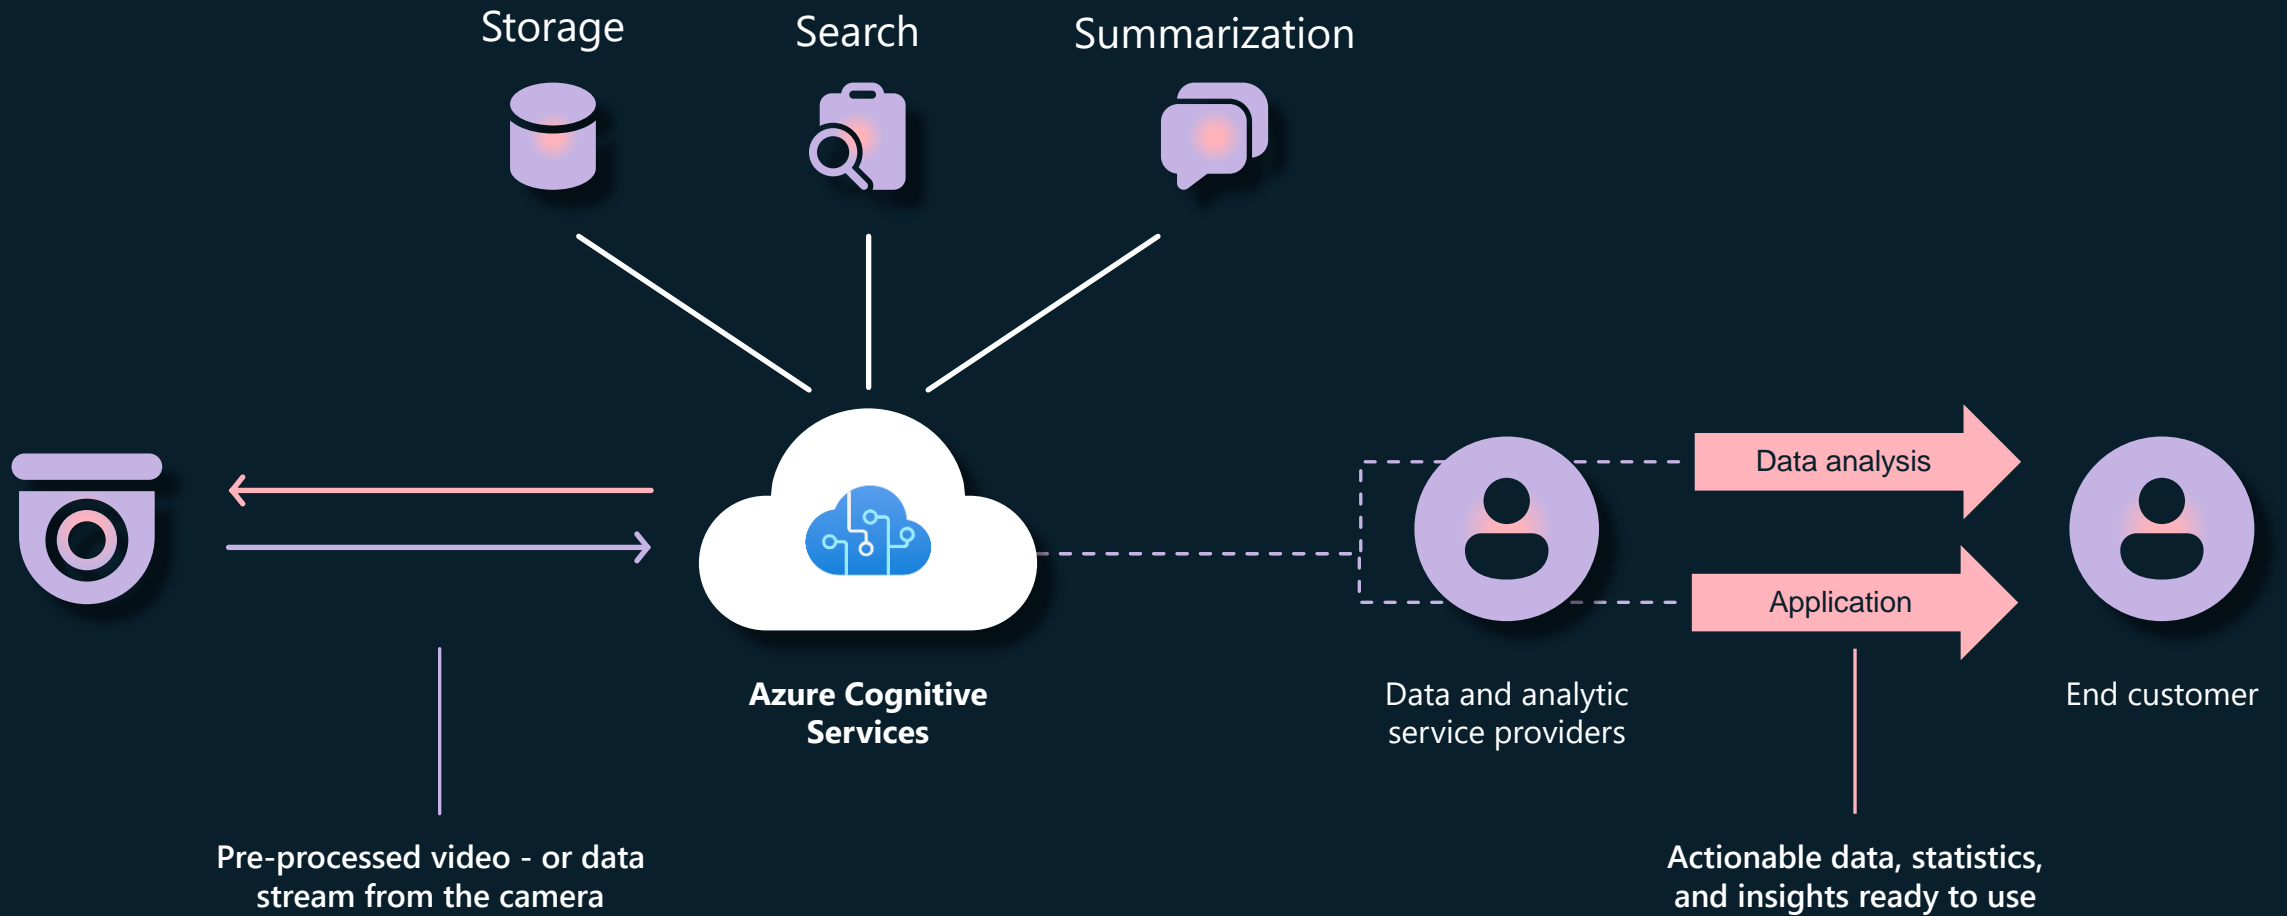 Storage
Search
Summarization
Data analysis
Application
Azure Cognitive
Services
Data and analytic
service providers
End customer
Pre-processed video - or data
stream from the camera
Actionable data, statistics,
and insights ready to use